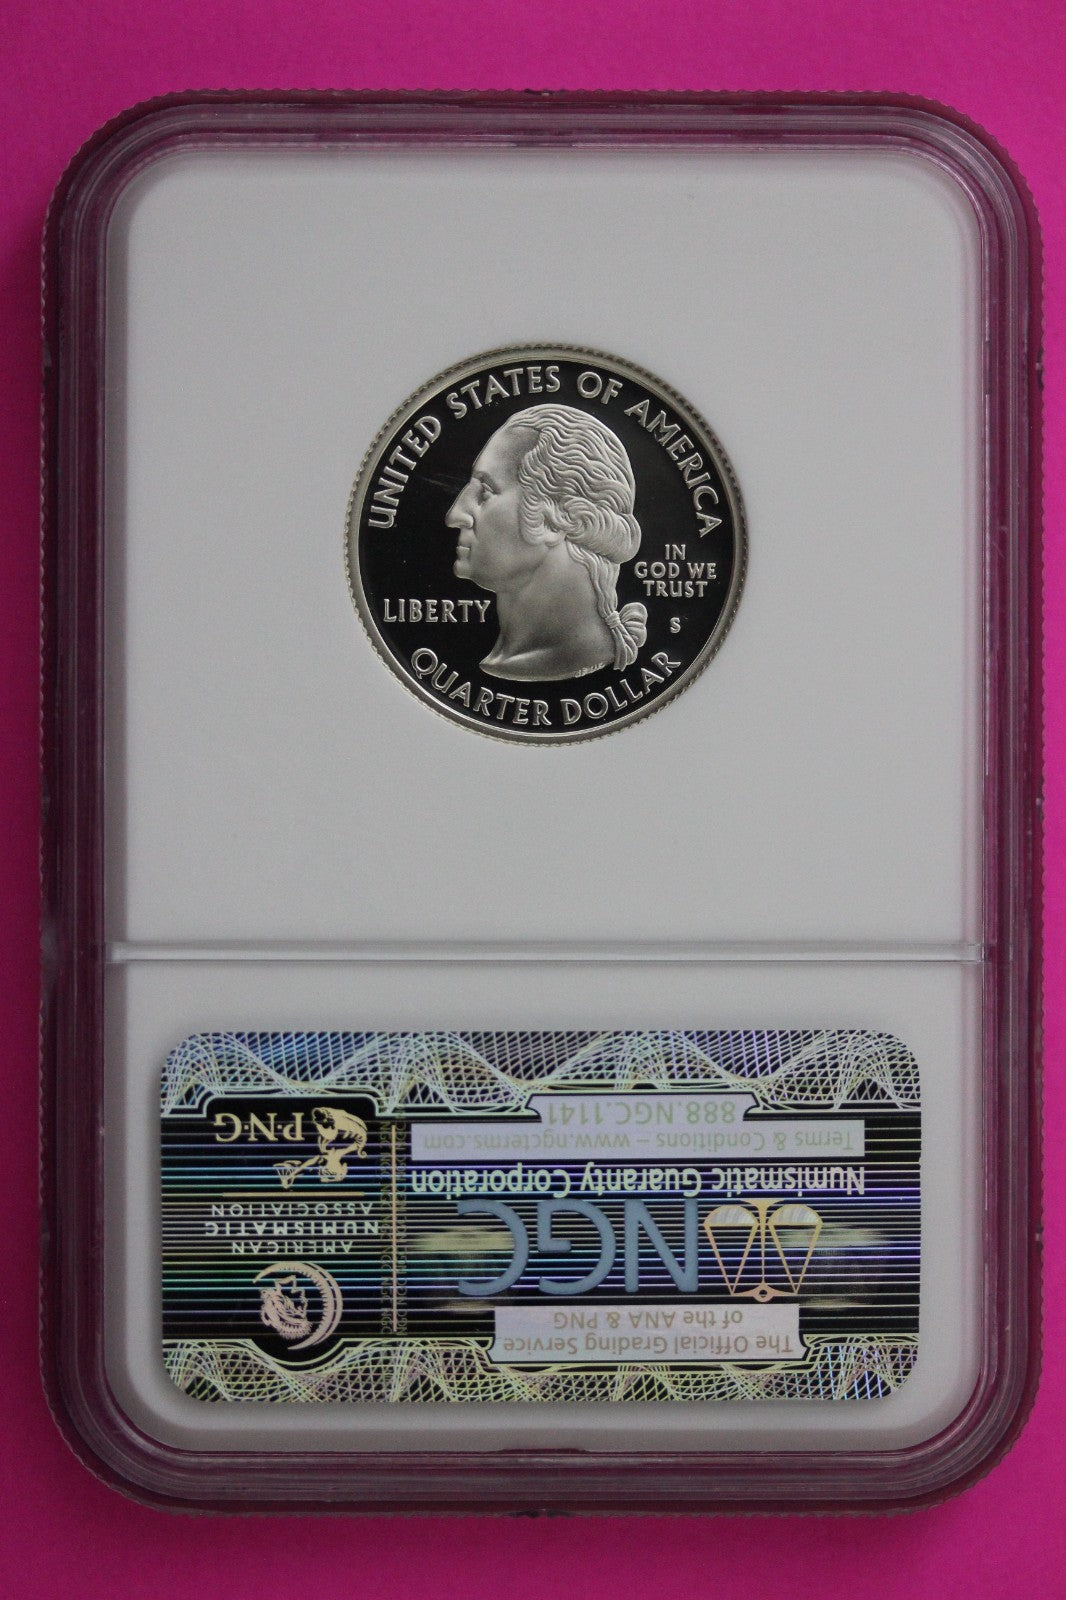 UNITED STATES OF AMERICA
IN
GOD WE
TRUST
LIBERTY
S
QUARTER DOLLAR
The Official Grading Service
of the ANA & PNG
NGC
Numismatic Guaranty Corporation
Terms & Conditions – www.ngcterms.com
888.NGC.1141
AMERICAN
NUMISMATIC
ASSOCIATION
P·N·G